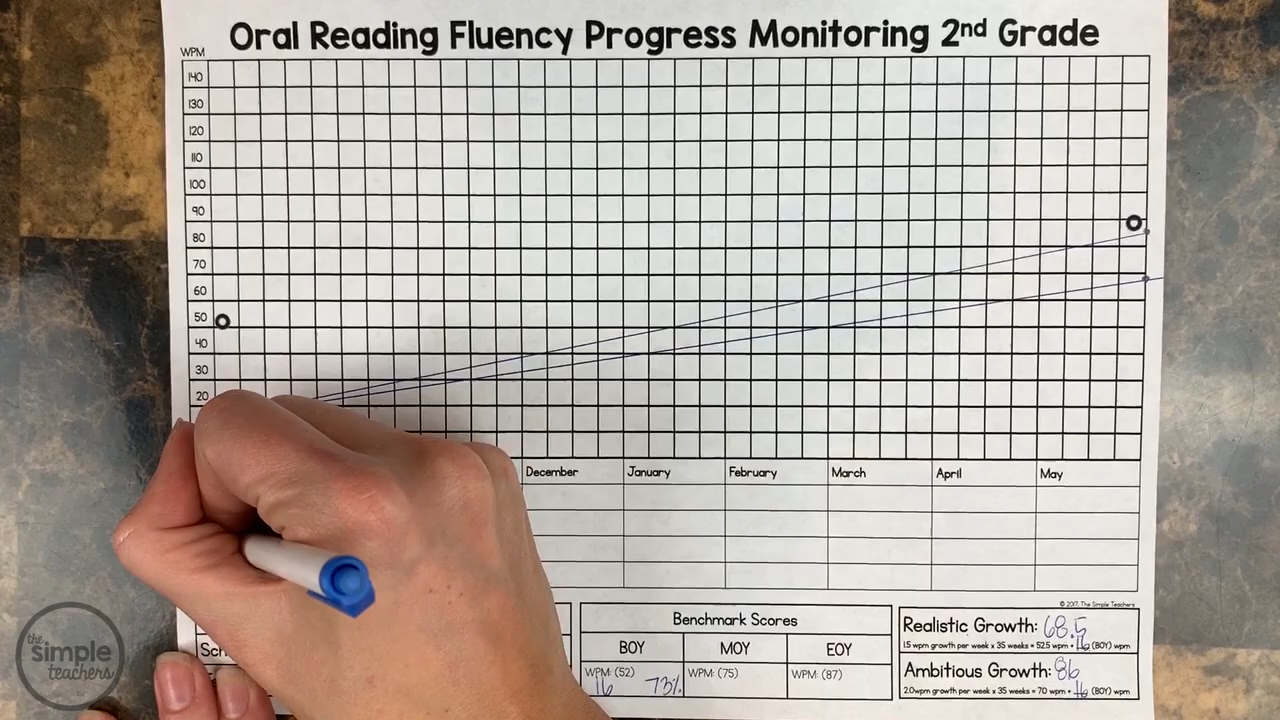 Oral Reading Fluency Progress Monitoring 2nd Grade
WPM
140
130
120
110
100
90
80
70
60
50
40
30
20
December January February March April May
© 2017, The Simple Teachers
Benchmark Scores
BOY MOY EOY
WPM: (52) WPM: (75) WPM: (87)
16 73%
Realistic Growth: 68.5
1.5 wpm growth per week x 35 weeks = 52.5 wpm + 16 (BOY) wpm
Ambitious Growth: 86
2.0wpm growth per week x 35 weeks = 70 wpm + 16 (BOY) wpm
the
simple
teachers